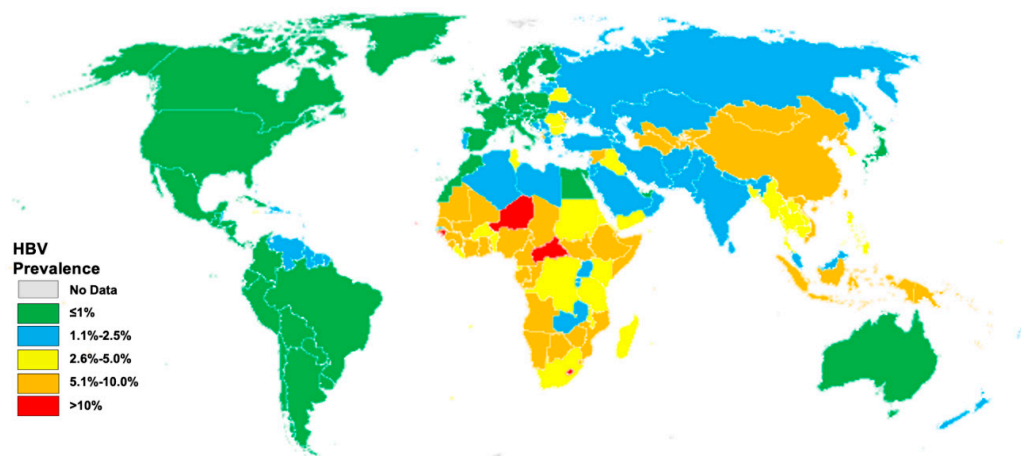 HBV
Prevalence
No Data
≤1%
1.1%-2.5%
2.6%-5.0%
5.1%-10.0%
>10%